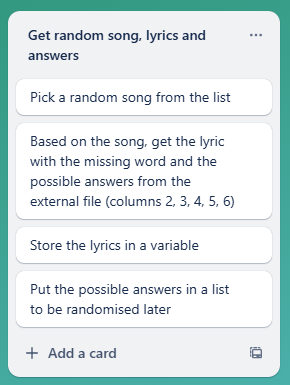 Get random song, lyrics and
answers
Pick a random song from the list
Based on the song, get the lyric
with the missing word and the
possible answers from the
external file (columns 2, 3, 4, 5, 6)
Store the lyrics in a variable
Put the possible answers in a list
to be randomised later
+ Add a card